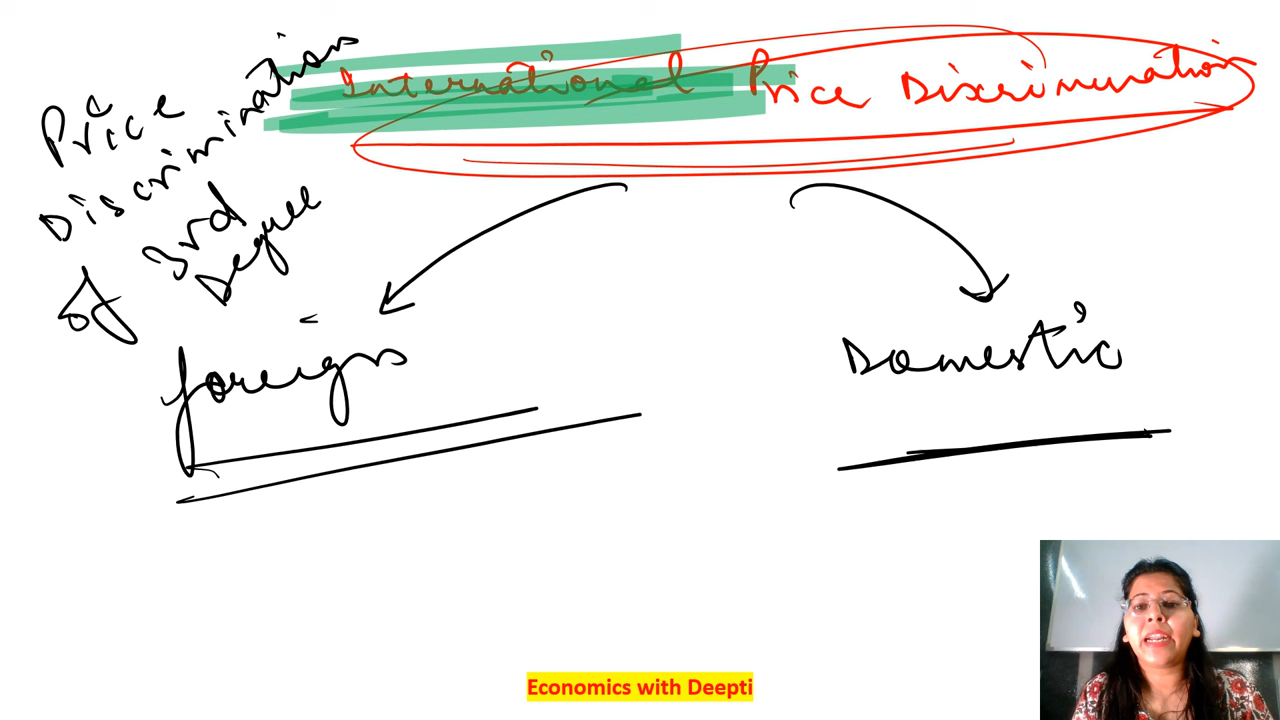 International Price Discrimination
Price
Discrimination
of 3rd
Degree
foreign
Domestic
Economics with Deepti